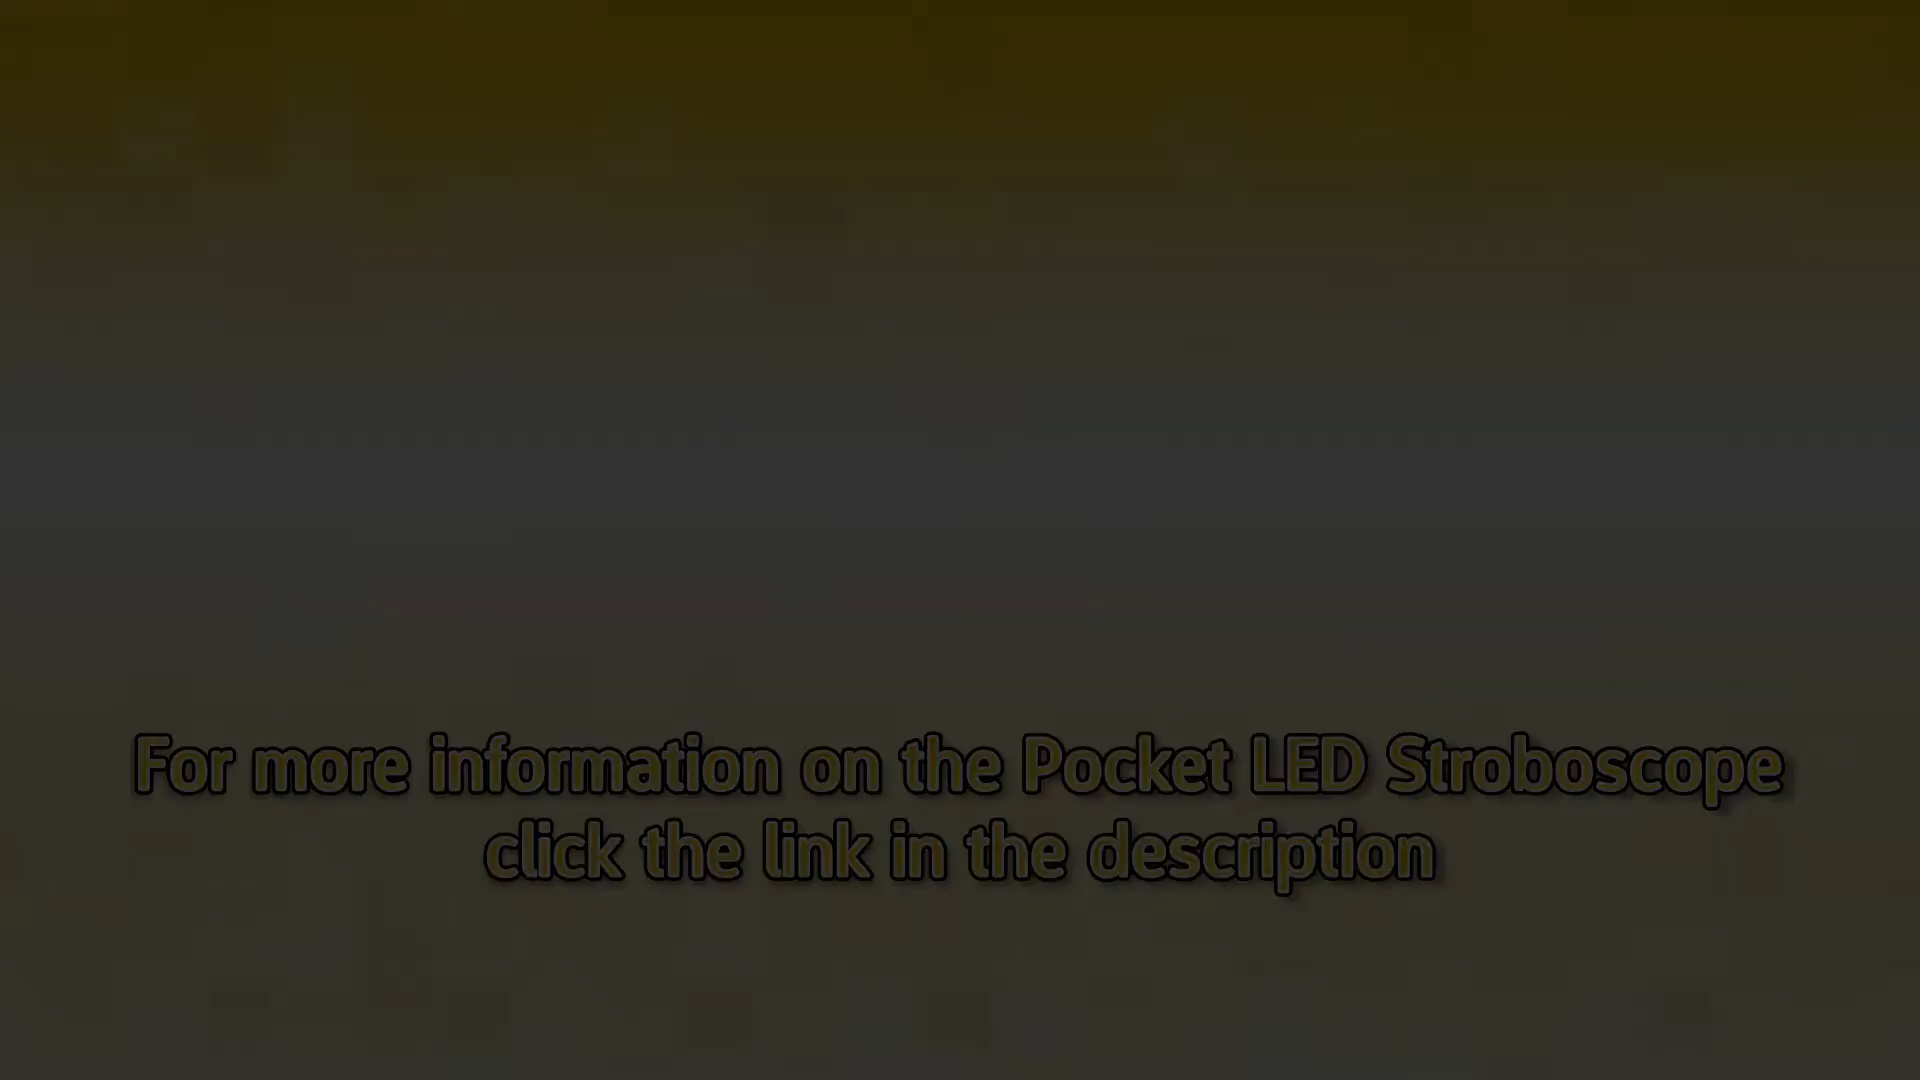 For more information on the Pocket LED Stroboscope
click the link in the description